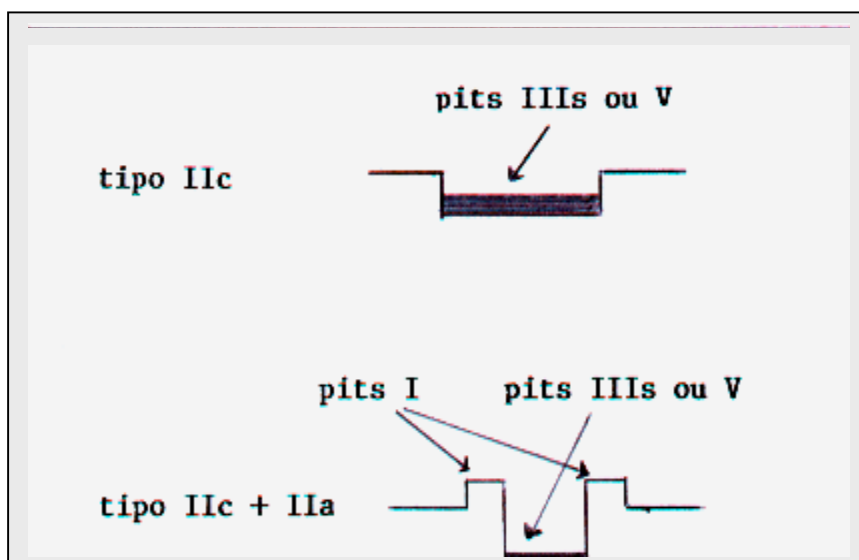 pits IIIs ou V
tipo IIc
pits I pits IIIs ou V
tipo IIc + IIa